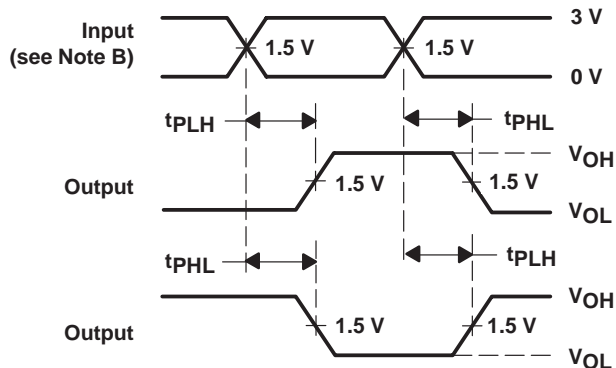 3 V
Input
(see Note B)
1.5 V
1.5 V
0 V
tPLH
tPHL
VOH
Output
1.5 V
1.5 V
VOL
tPHL
tPLH
VOH
Output
1.5 V
1.5 V
VOL